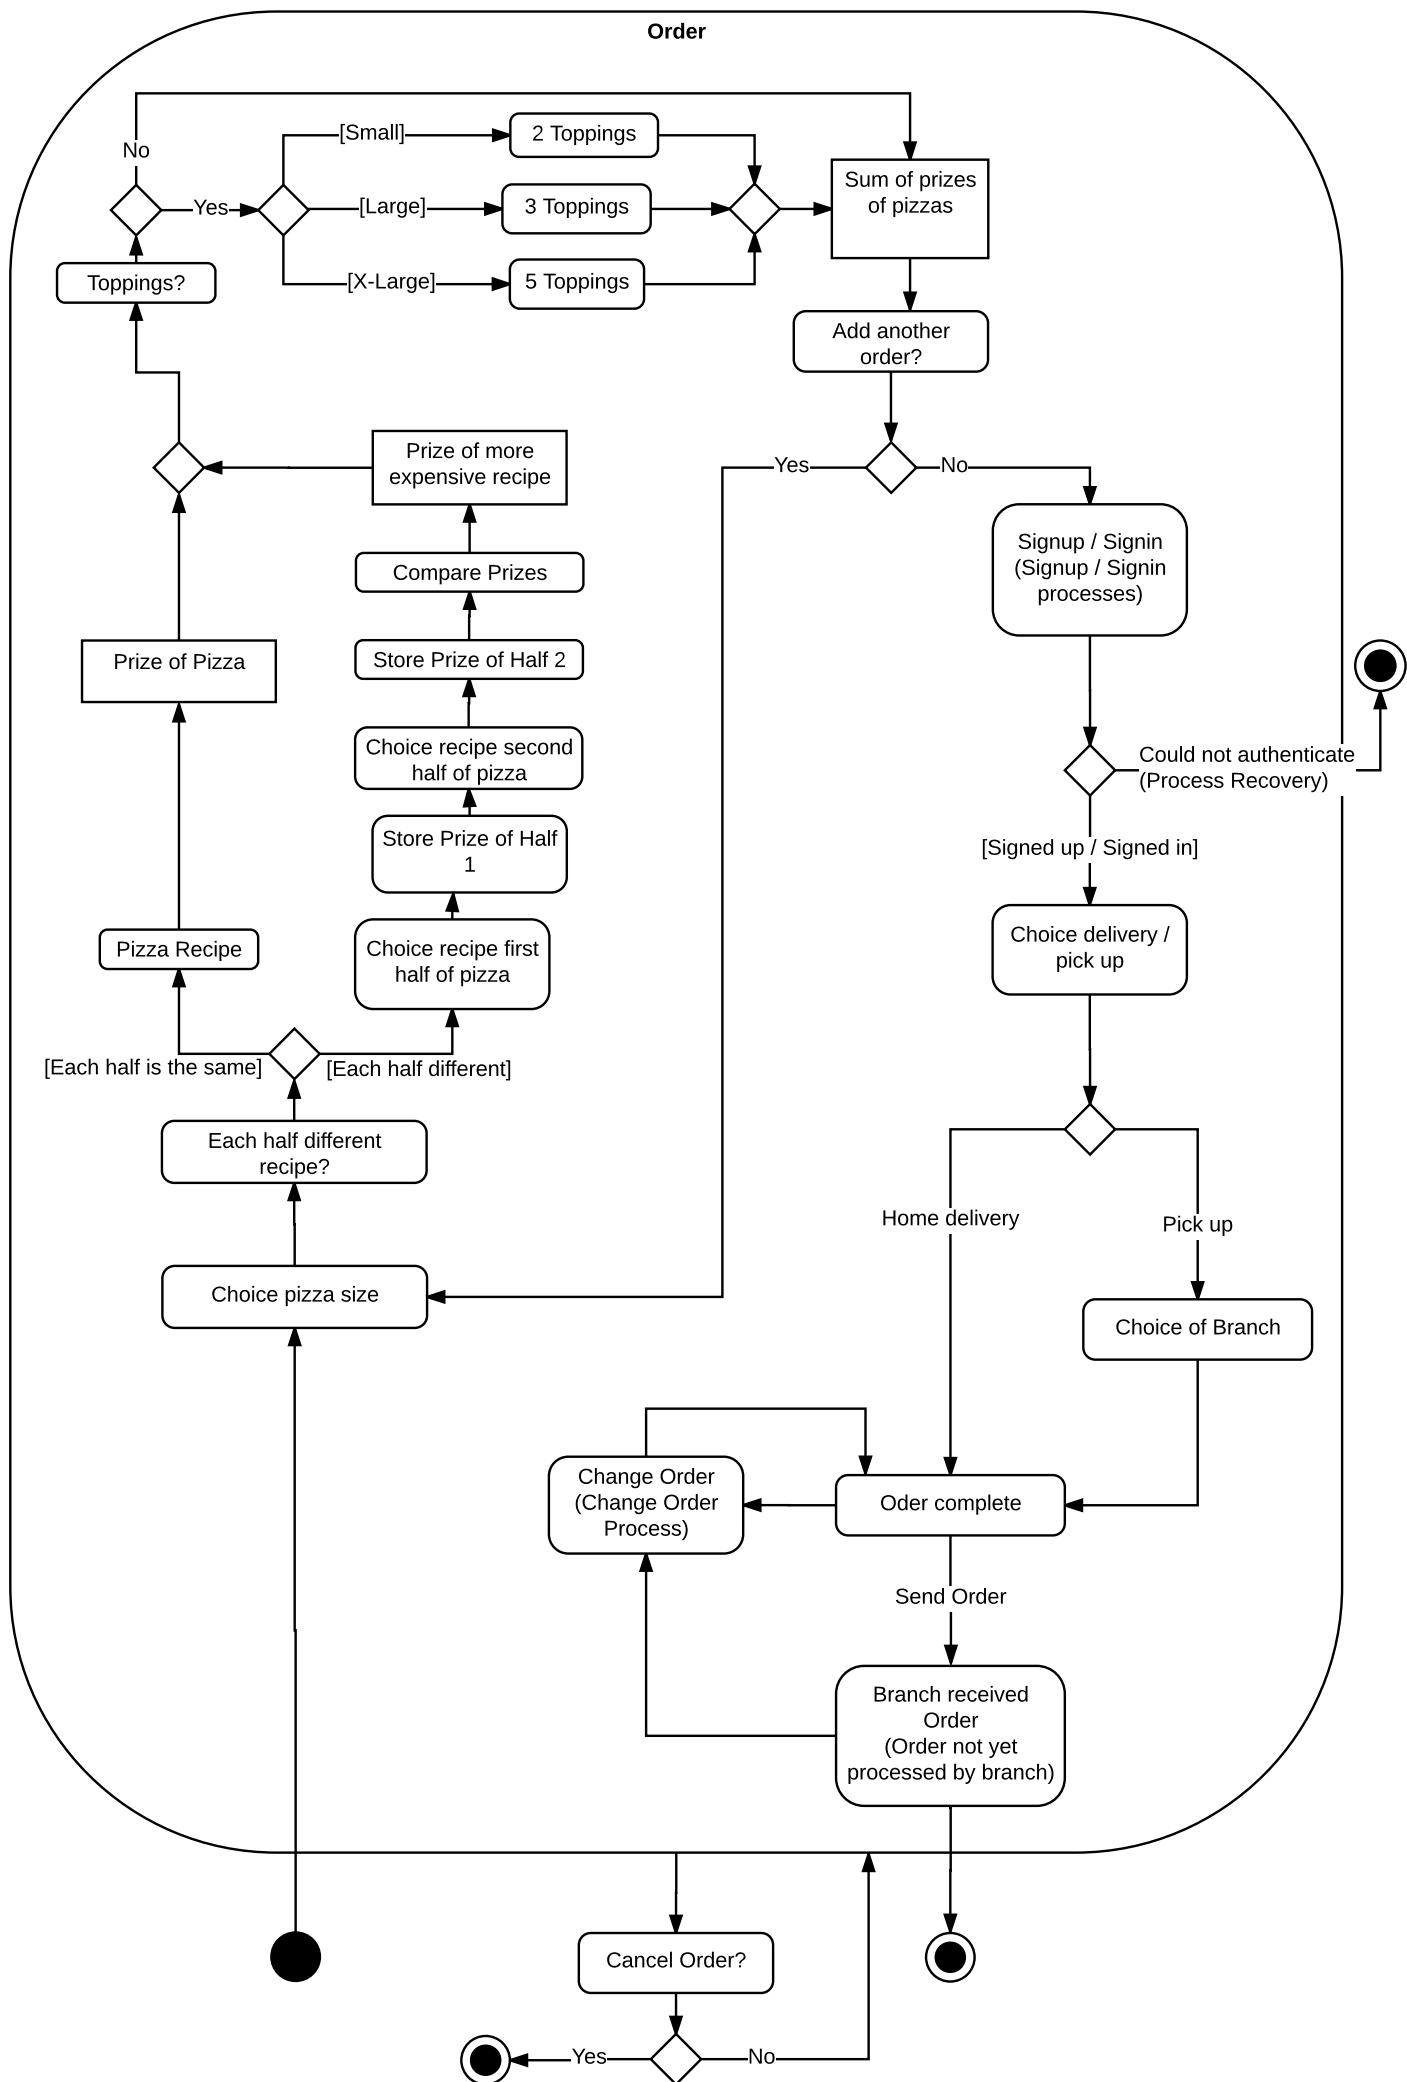 Order
No
[Small]
2 Toppings
Yes
[Large]
3 Toppings
Sum of prizes
of pizzas
Toppings?
[X-Large]
5 Toppings
Add another
order?
Prize of more
expensive recipe
Yes
No
Signup / Signin
(Signup / Signin
processes)
Compare Prizes
Prize of Pizza
Store Prize of Half 2
Choice recipe second
half of pizza
Could not authenticate
(Process Recovery)
Store Prize of Half
1
[Signed up / Signed in]
Pizza Recipe
Choice recipe first
half of pizza
Choice delivery /
pick up
[Each half is the same]
[Each half different]
Each half different
recipe?
Home delivery
Pick up
Choice pizza size
Choice of Branch
Change Order
(Change Order
Process)
Oder complete
Send Order
Branch received
Order
(Order not yet
processed by branch)
Cancel Order?
Yes
No